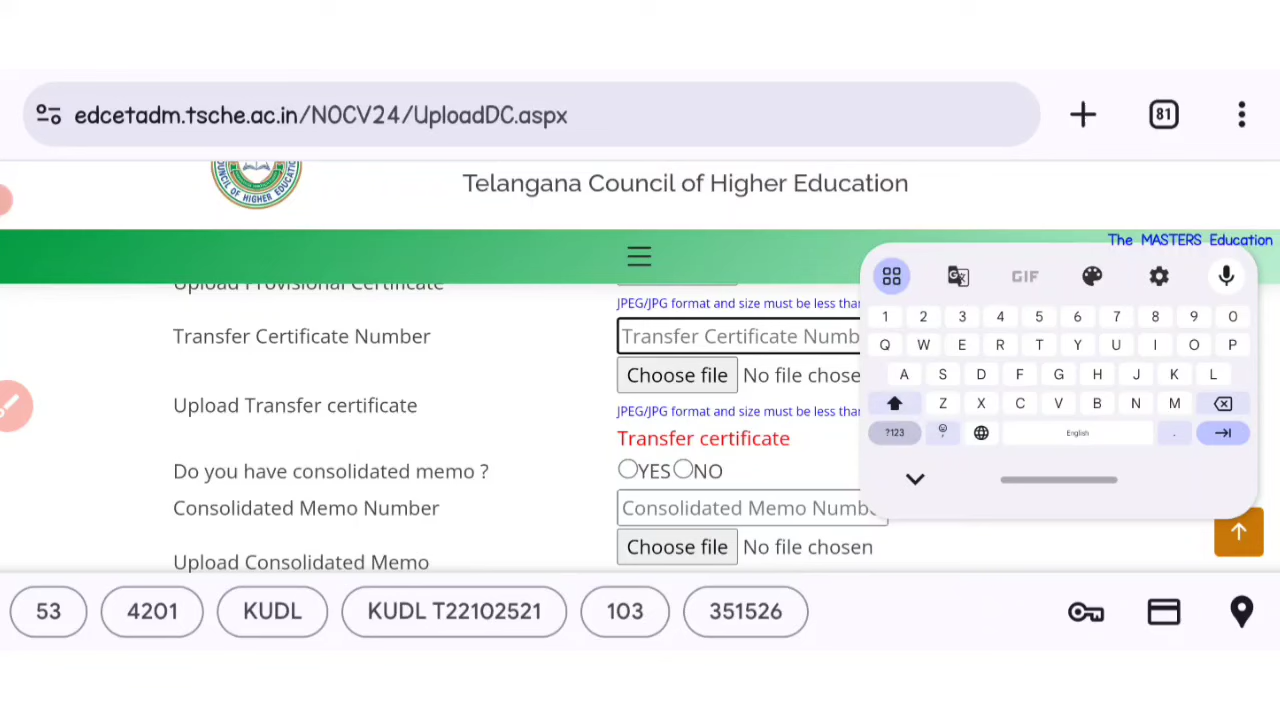 edcetadm.tsche.ac.in/NOCV24/UploadDC.aspx
81
COUNCIL OF HIGHER EDUCATION
Telangana Council of Higher Education
The MASTERS Education
Upload Provisional Certificate
JPEG/JPG format and size must be less than
Transfer Certificate Number
Transfer Certificate Numb
Choose file No file chose
Upload Transfer certificate
JPEG/JPG format and size must be less than
Transfer certificate
Do you have consolidated memo ?
YES NO
Consolidated Memo Number
Consolidated Memo Numbe
Choose file No file chosen
Upload Consolidated Memo
GIF
1 2 3 4 5 6 7 8 9 0
Q W E R T Y U I O P
A S D F G H J K L
Z X C V B N M
?123 , English .
53 4201 KUDL KUDL T22102521 103 351526